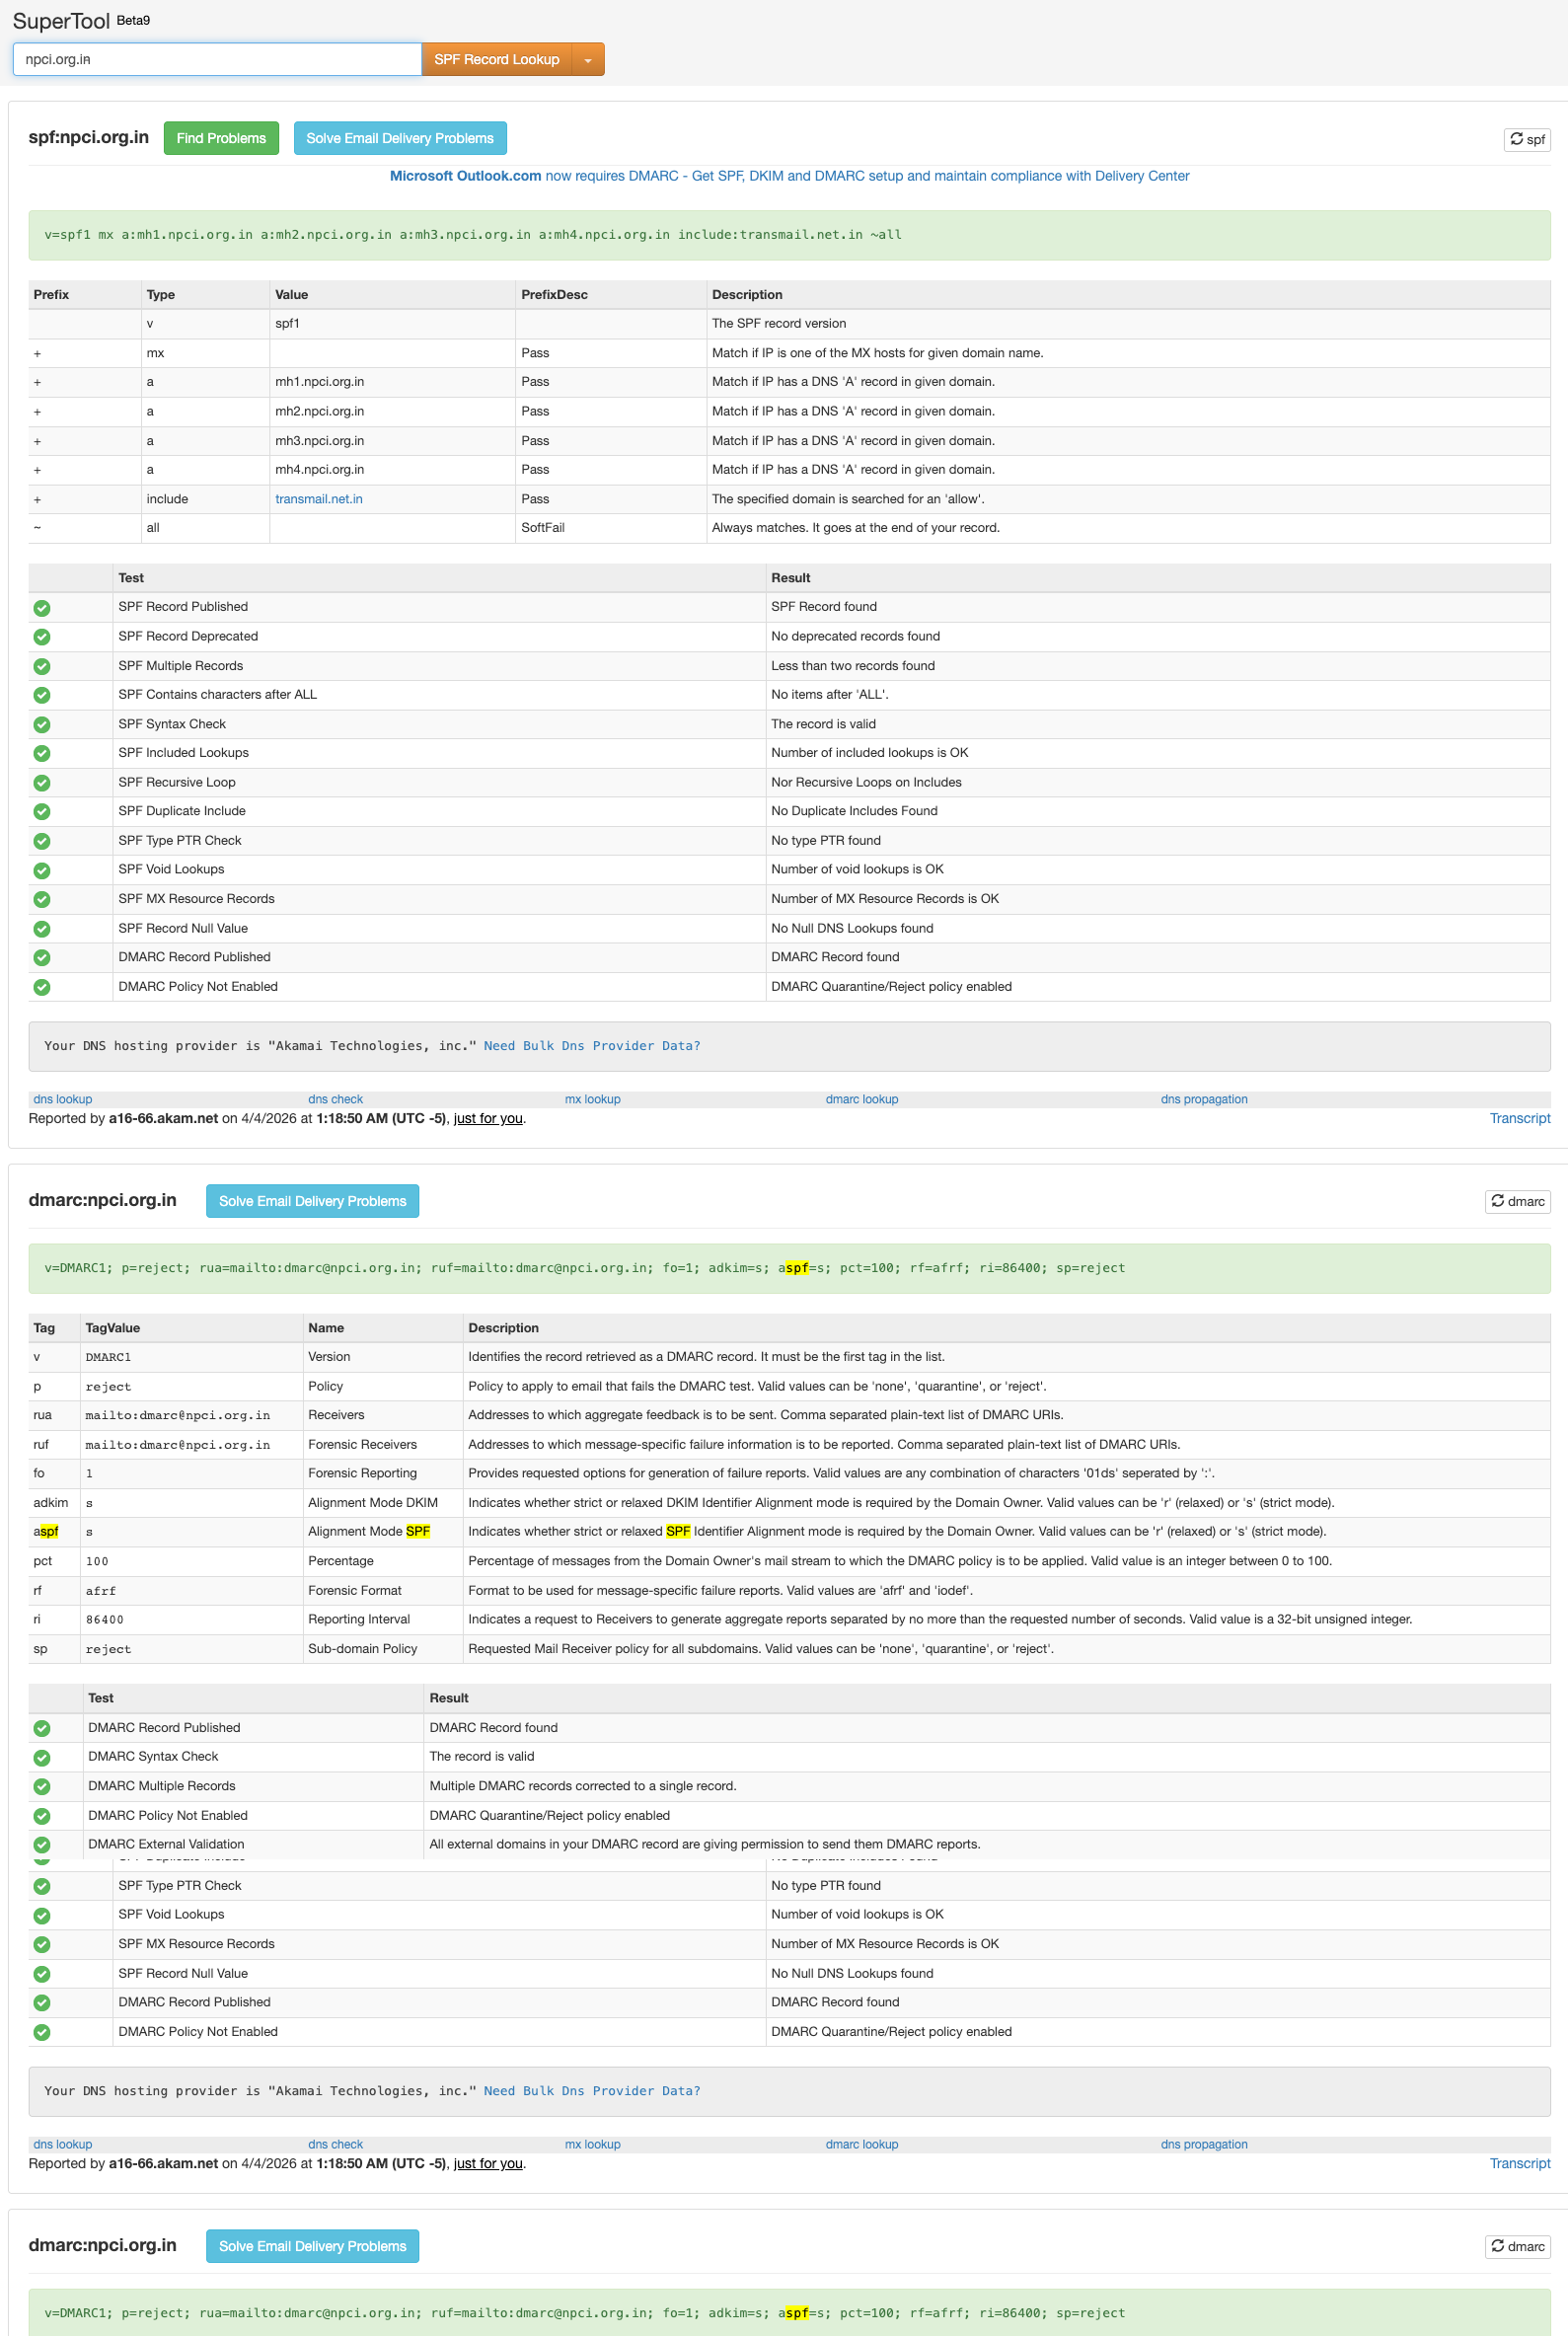 SuperTool Beta9
npci.org.in SPF Record Lookup
spf:npci.org.in Find Problems Solve Email Delivery Problems spf
Microsoft Outlook.com now requires DMARC - Get SPF, DKIM and DMARC setup and maintain compliance with Delivery Center
v=spf1 mx a:mh1.npci.org.in a:mh2.npci.org.in a:mh3.npci.org.in a:mh4.npci.org.in include:transmail.net.in ~all
Prefix Type Value PrefixDesc Description
v spf1 The SPF record version
+ mx Pass Match if IP is one of the MX hosts for given domain name.
+ a mh1.npci.org.in Pass Match if IP has a DNS 'A' record in given domain.
+ a mh2.npci.org.in Pass Match if IP has a DNS 'A' record in given domain.
+ a mh3.npci.org.in Pass Match if IP has a DNS 'A' record in given domain.
+ a mh4.npci.org.in Pass Match if IP has a DNS 'A' record in given domain.
+ include transmail.net.in Pass The specified domain is searched for an 'allow'.
~ all SoftFail Always matches. It goes at the end of your record.
Test Result
SPF Record Published SPF Record found
SPF Record Deprecated No deprecated records found
SPF Multiple Records Less than two records found
SPF Contains characters after ALL No items after 'ALL'.
SPF Syntax Check The record is valid
SPF Included Lookups Number of included lookups is OK
SPF Recursive Loop Nor Recursive Loops on Includes
SPF Duplicate Include No Duplicate Includes Found
SPF Type PTR Check No type PTR found
SPF Void Lookups Number of void lookups is OK
SPF MX Resource Records Number of MX Resource Records is OK
SPF Record Null Value No Null DNS Lookups found
DMARC Record Published DMARC Record found
DMARC Policy Not Enabled DMARC Quarantine/Reject policy enabled
Your DNS hosting provider is "Akamai Technologies, inc." Need Bulk Dns Provider Data?
dns lookup dns check mx lookup dmarc lookup dns propagation
Reported by a16-66.akam.net on 4/4/2026 at 1:18:50 AM (UTC -5), just for you. Transcript
dmarc:npci.org.in Solve Email Delivery Problems dmarc
v=DMARC1; p=reject; rua=mailto:dmarc@npci.org.in; ruf=mailto:dmarc@npci.org.in; fo=1; adkim=s; aspf=s; pct=100; rf=afrf; ri=86400; sp=reject
Tag TagValue Name Description
v DMARC1 Version Identifies the record retrieved as a DMARC record. It must be the first tag in the list.
p reject Policy Policy to apply to email that fails the DMARC test. Valid values can be 'none', 'quarantine', or 'reject'.
rua mailto:dmarc@npci.org.in Receivers Addresses to which aggregate feedback is to be sent. Comma separated plain-text list of DMARC URIs.
ruf mailto:dmarc@npci.org.in Forensic Receivers Addresses to which message-specific failure information is to be reported. Comma separated plain-text list of DMARC URIs.
fo 1 Forensic Reporting Provides requested options for generation of failure reports. Valid values are any combination of characters '01ds' seperated by ':'.
adkim s Alignment Mode DKIM Indicates whether strict or relaxed DKIM Identifier Alignment mode is required by the Domain Owner. Valid values can be 'r' (relaxed) or 's' (strict mode).
aspf s Alignment Mode SPF Indicates whether strict or relaxed SPF Identifier Alignment mode is required by the Domain Owner. Valid values can be 'r' (relaxed) or 's' (strict mode).
pct 100 Percentage Percentage of messages from the Domain Owner's mail stream to which the DMARC policy is to be applied. Valid value is an integer between 0 to 100.
rf afrf Forensic Format Format to be used for message-specific failure reports. Valid values are 'afrf' and 'iodef'.
ri 86400 Reporting Interval Indicates a request to Receivers to generate aggregate reports separated by no more than the requested number of seconds. Valid value is a 32-bit unsigned integer.
sp reject Sub-domain Policy Requested Mail Receiver policy for all subdomains. Valid values can be 'none', 'quarantine', or 'reject'.
Test Result
DMARC Record Published DMARC Record found
DMARC Syntax Check The record is valid
DMARC Multiple Records Multiple DMARC records corrected to a single record.
DMARC Policy Not Enabled DMARC Quarantine/Reject policy enabled
DMARC External Validation All external domains in your DMARC record are giving permission to send them DMARC reports.
SPF Type PTR Check No type PTR found
SPF Void Lookups Number of void lookups is OK
SPF MX Resource Records Number of MX Resource Records is OK
SPF Record Null Value No Null DNS Lookups found
DMARC Record Published DMARC Record found
DMARC Policy Not Enabled DMARC Quarantine/Reject policy enabled
Your DNS hosting provider is "Akamai Technologies, inc." Need Bulk Dns Provider Data?
dns lookup dns check mx lookup dmarc lookup dns propagation
Reported by a16-66.akam.net on 4/4/2026 at 1:18:50 AM (UTC -5), just for you. Transcript
dmarc:npci.org.in Solve Email Delivery Problems dmarc
v=DMARC1; p=reject; rua=mailto:dmarc@npci.org.in; ruf=mailto:dmarc@npci.org.in; fo=1; adkim=s; aspf=s; pct=100; rf=afrf; ri=86400; sp=reject